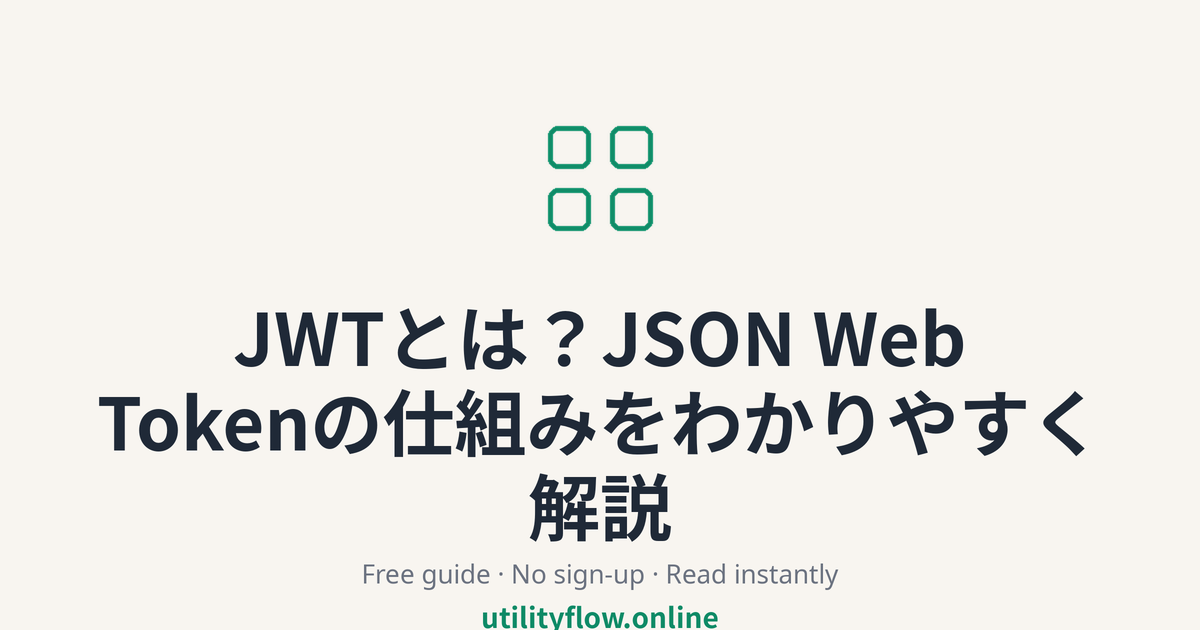 JWTとは？JSON Web
Tokenの仕組みをわかりやすく
解説
Free guide · No sign-up · Read instantly
utilityflow.online